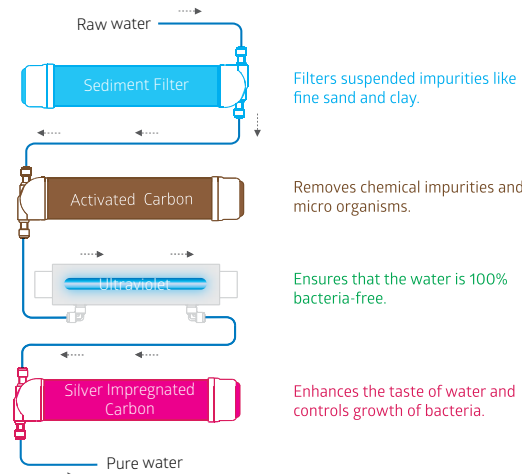 Raw water
Sediment Filter
Filters suspended impurities like
fine sand and clay.
Activated Carbon
Removes chemical impurities and
micro organisms.
Ultraviolet
Ensures that the water is 100%
bacteria-free.
Silver Impregnated
Carbon
Enhances the taste of water and
controls growth of bacteria.
Pure water